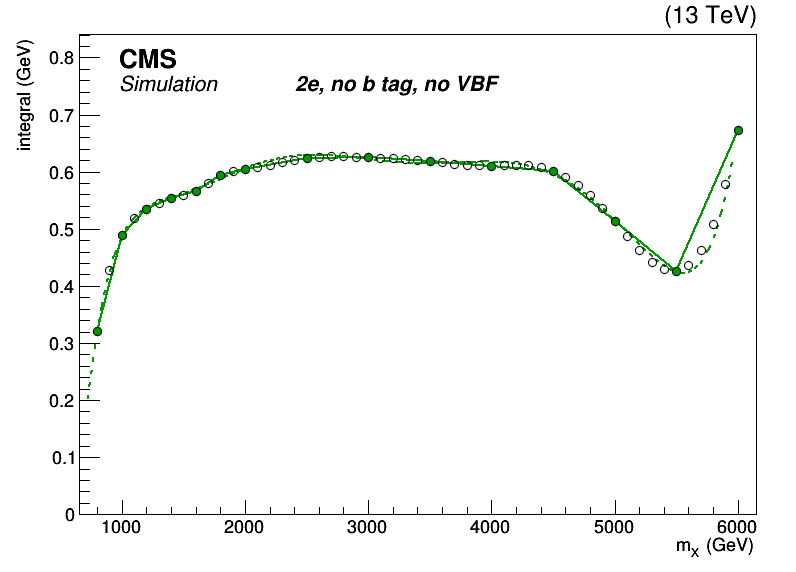 (13 TeV)
CMS
Simulation
2e, no b tag, no VBF
integral (GeV)
0.8
0.7
0.6
0.5
0.4
0.3
0.2
0.1
0
1000 2000 3000 4000 5000 6000
m_X (GeV)